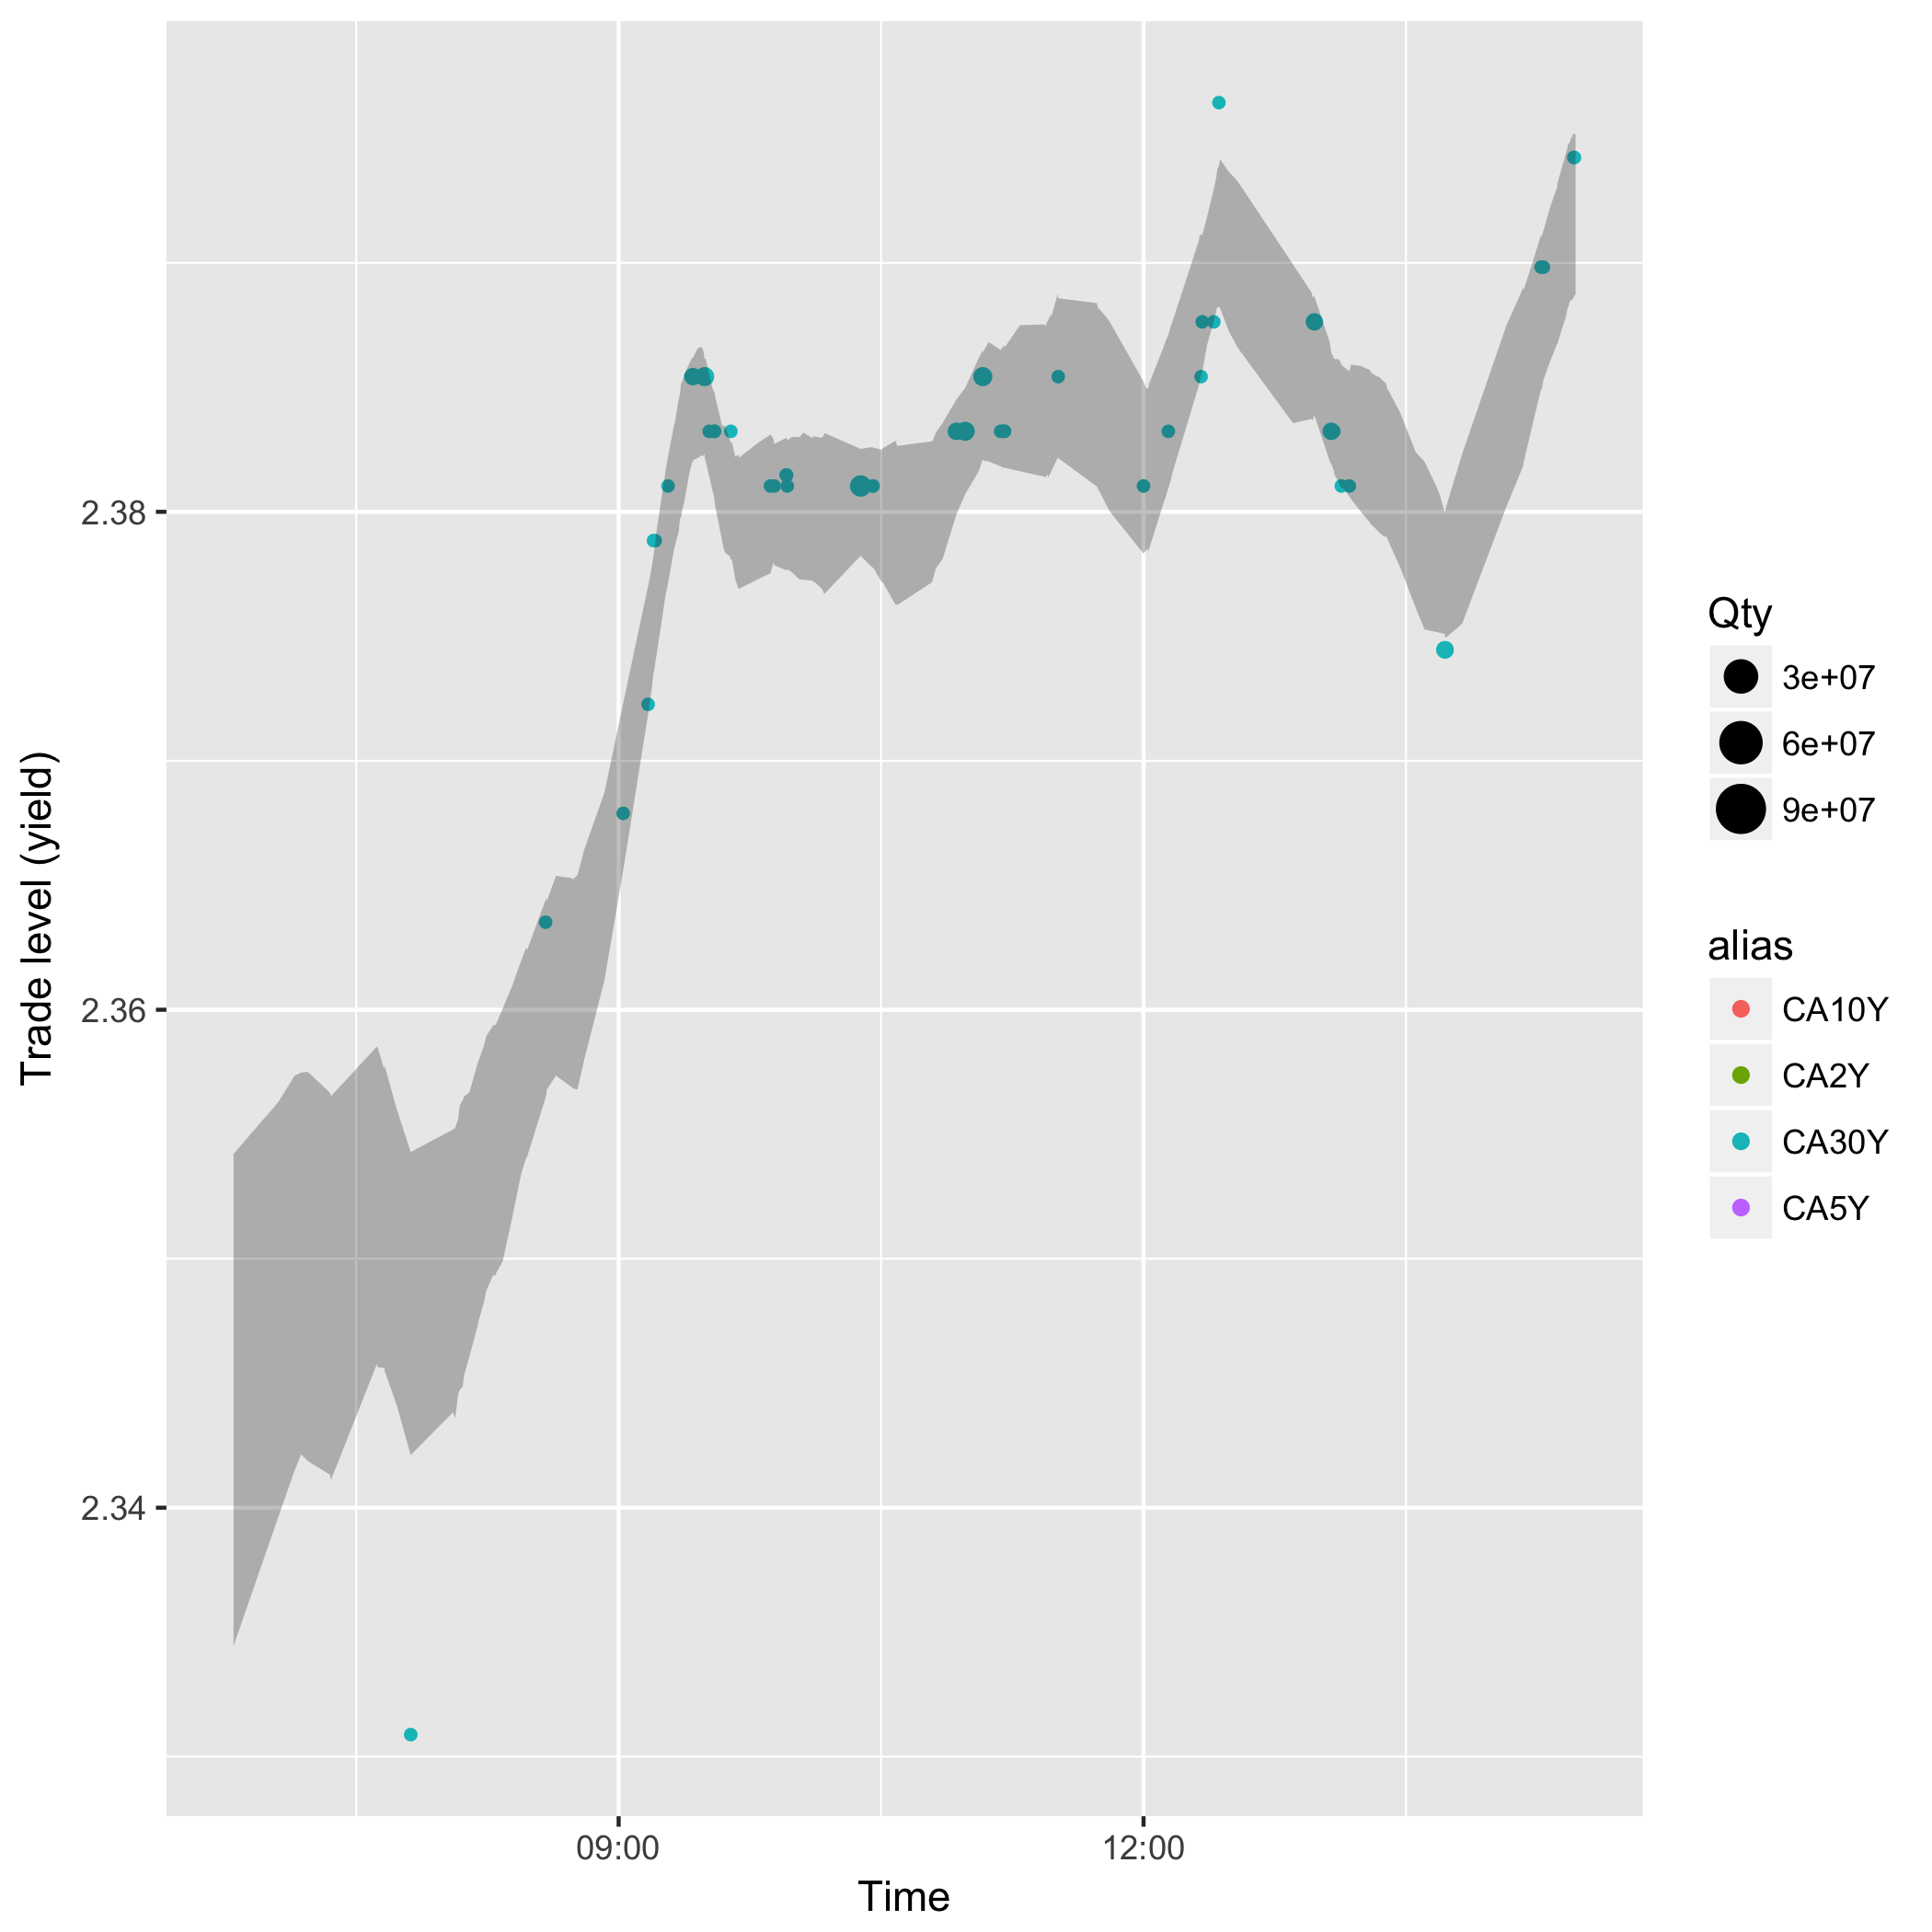 Trade level (yield)
2.38
2.36
2.34
09:00
12:00
Time
Qty
3e+07
6e+07
9e+07
alias
CA10Y
CA2Y
CA30Y
CA5Y